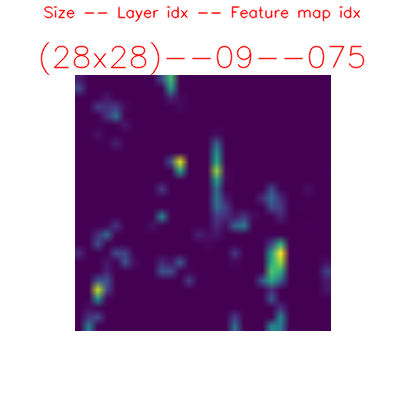 Size -- Layer idx -- Feature map idx
(28x28)--09--075